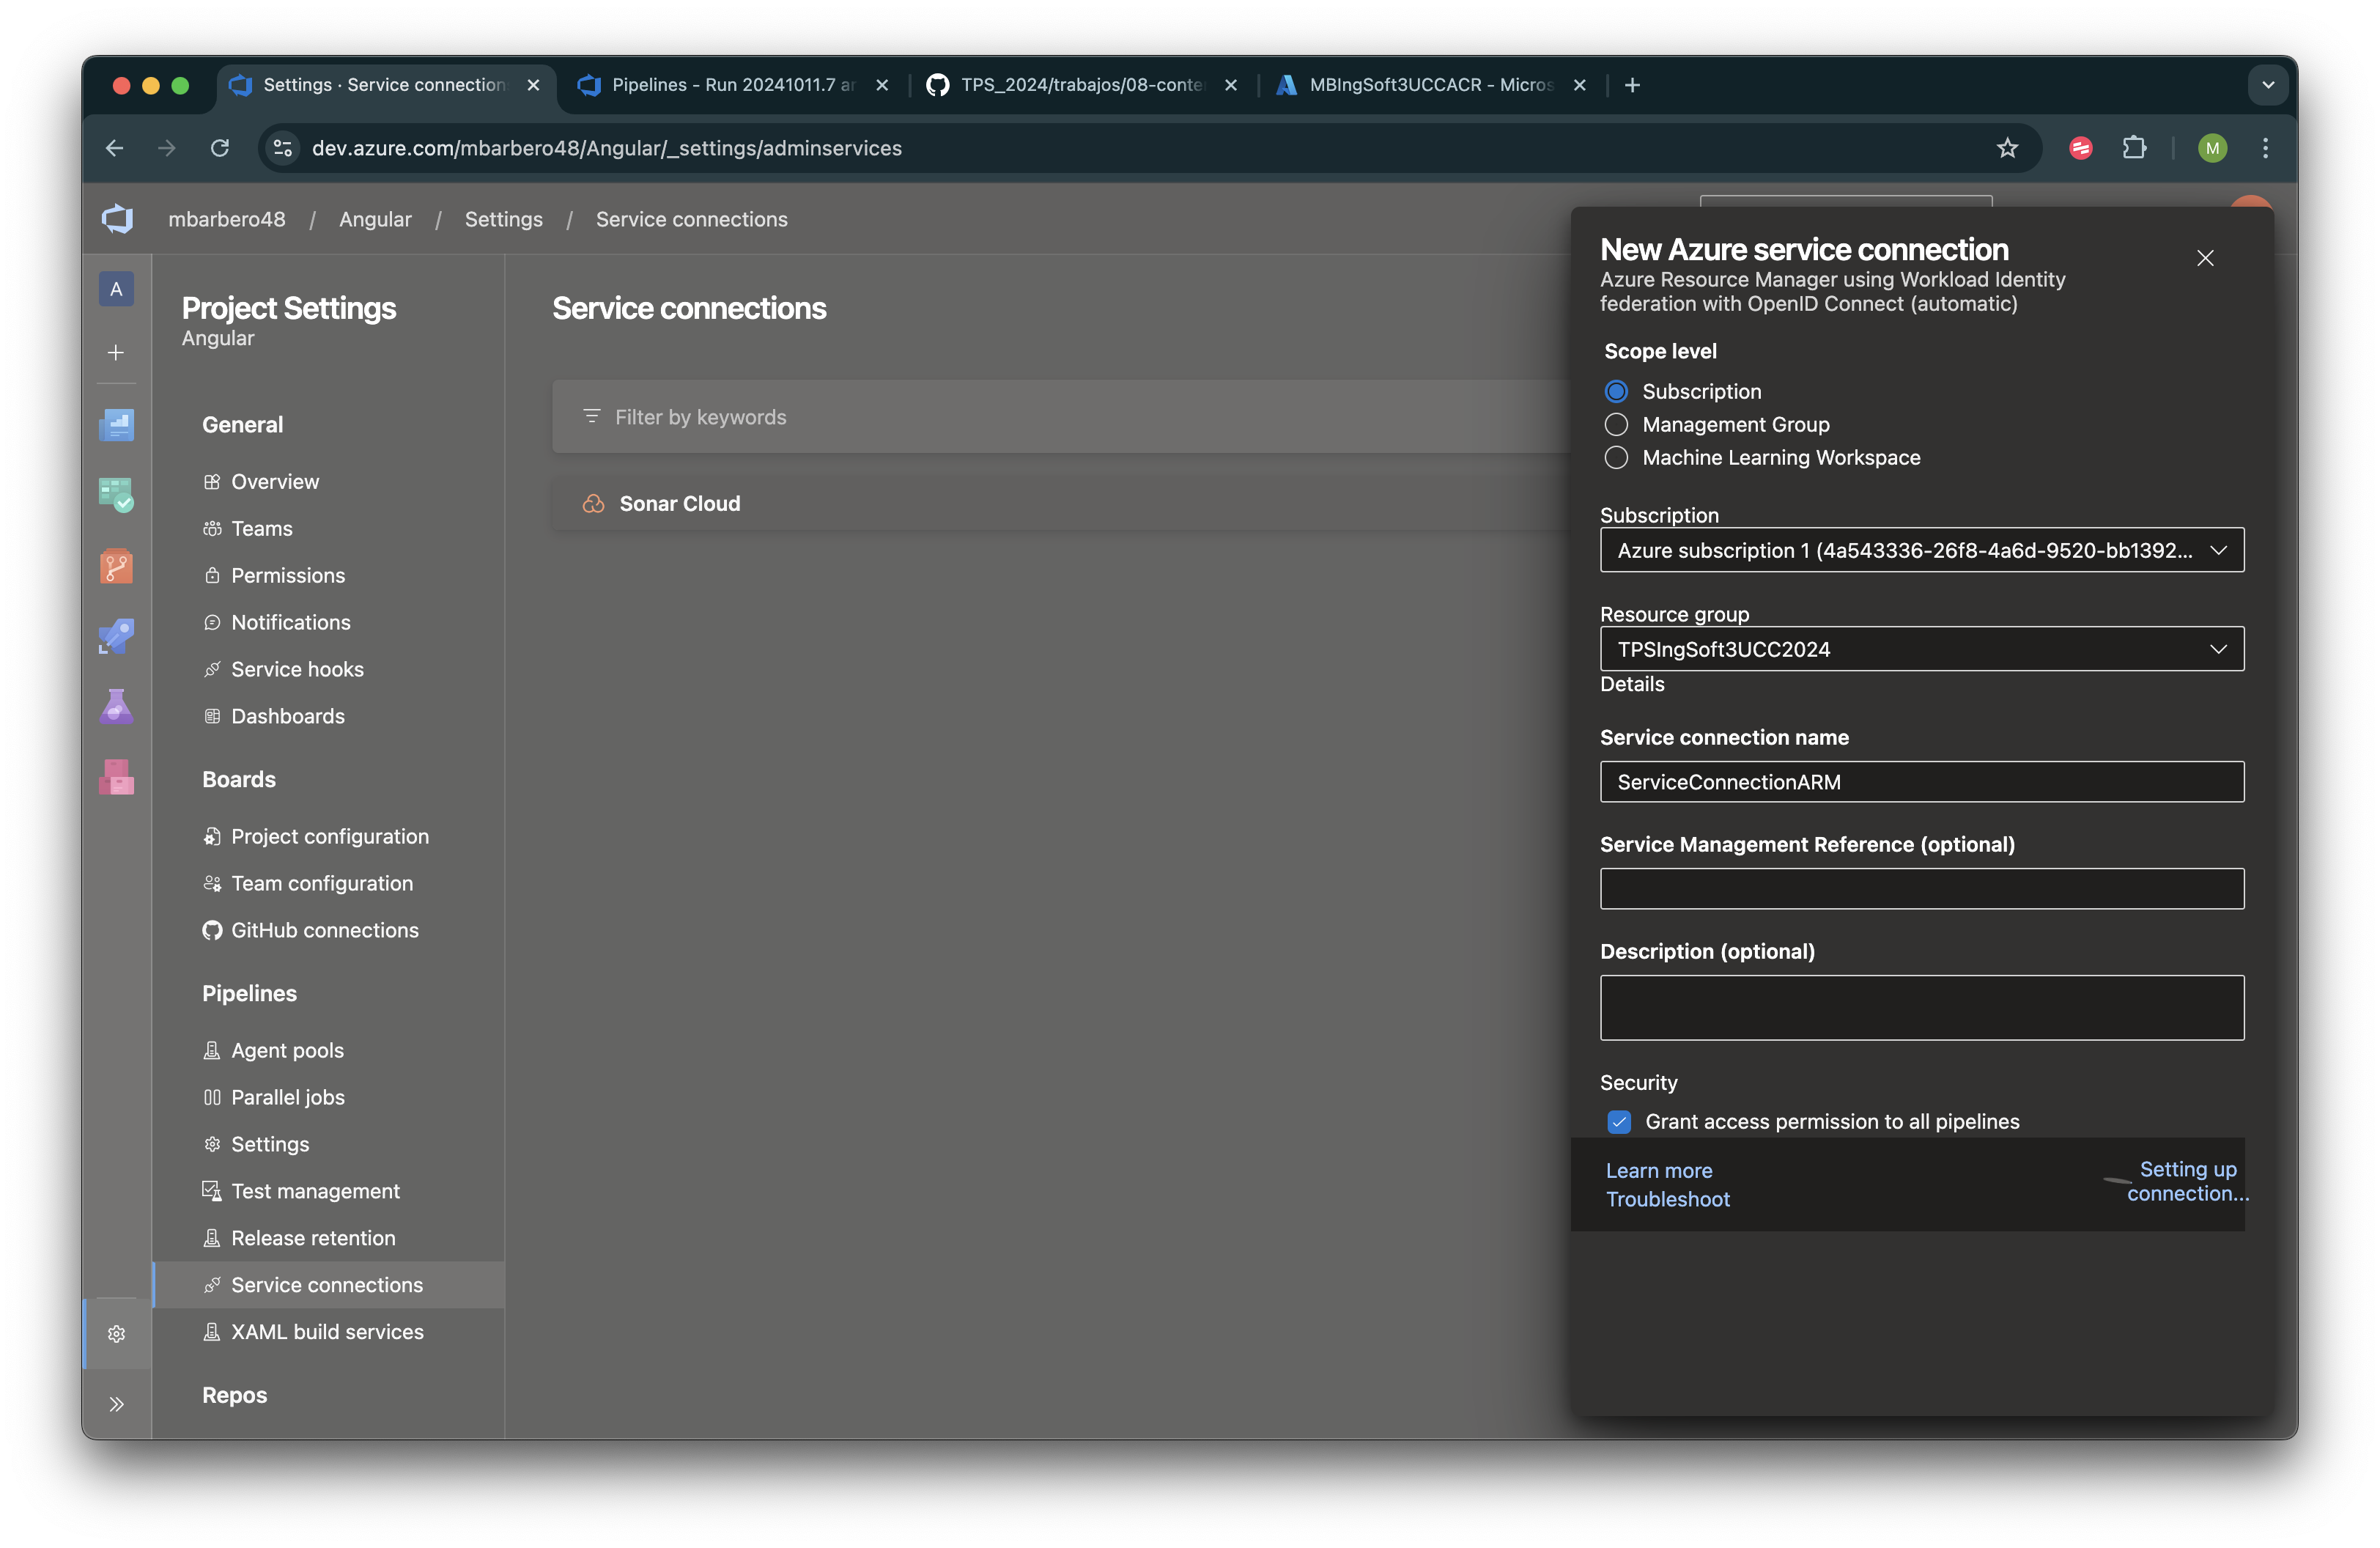 Settings · Service connection
Pipelines - Run 20241011.7 ar
TPS_2024/trabajos/08-conte
MBIngSoft3UCCACR - Micros
dev.azure.com/mbarbero48/Angular/_settings/adminservices
M
mbarbero48 / Angular / Settings / Service connections
A
Project Settings
Angular
General
Overview
Teams
Permissions
Notifications
Service hooks
Dashboards
Boards
Project configuration
Team configuration
GitHub connections
Pipelines
Agent pools
Parallel jobs
Settings
Test management
Release retention
Service connections
XAML build services
Repos
Service connections
Filter by keywords
Sonar Cloud
New Azure service connection
Azure Resource Manager using Workload Identity
federation with OpenID Connect (automatic)
Scope level
Subscription
Management Group
Machine Learning Workspace
Subscription
Azure subscription 1 (4a543336-26f8-4a6d-9520-bb1392...
Resource group
TPSIngSoft3UCC2024
Details
Service connection name
ServiceConnectionARM
Service Management Reference (optional)
Description (optional)
Security
Grant access permission to all pipelines
Learn more
Troubleshoot
Setting up
connection...